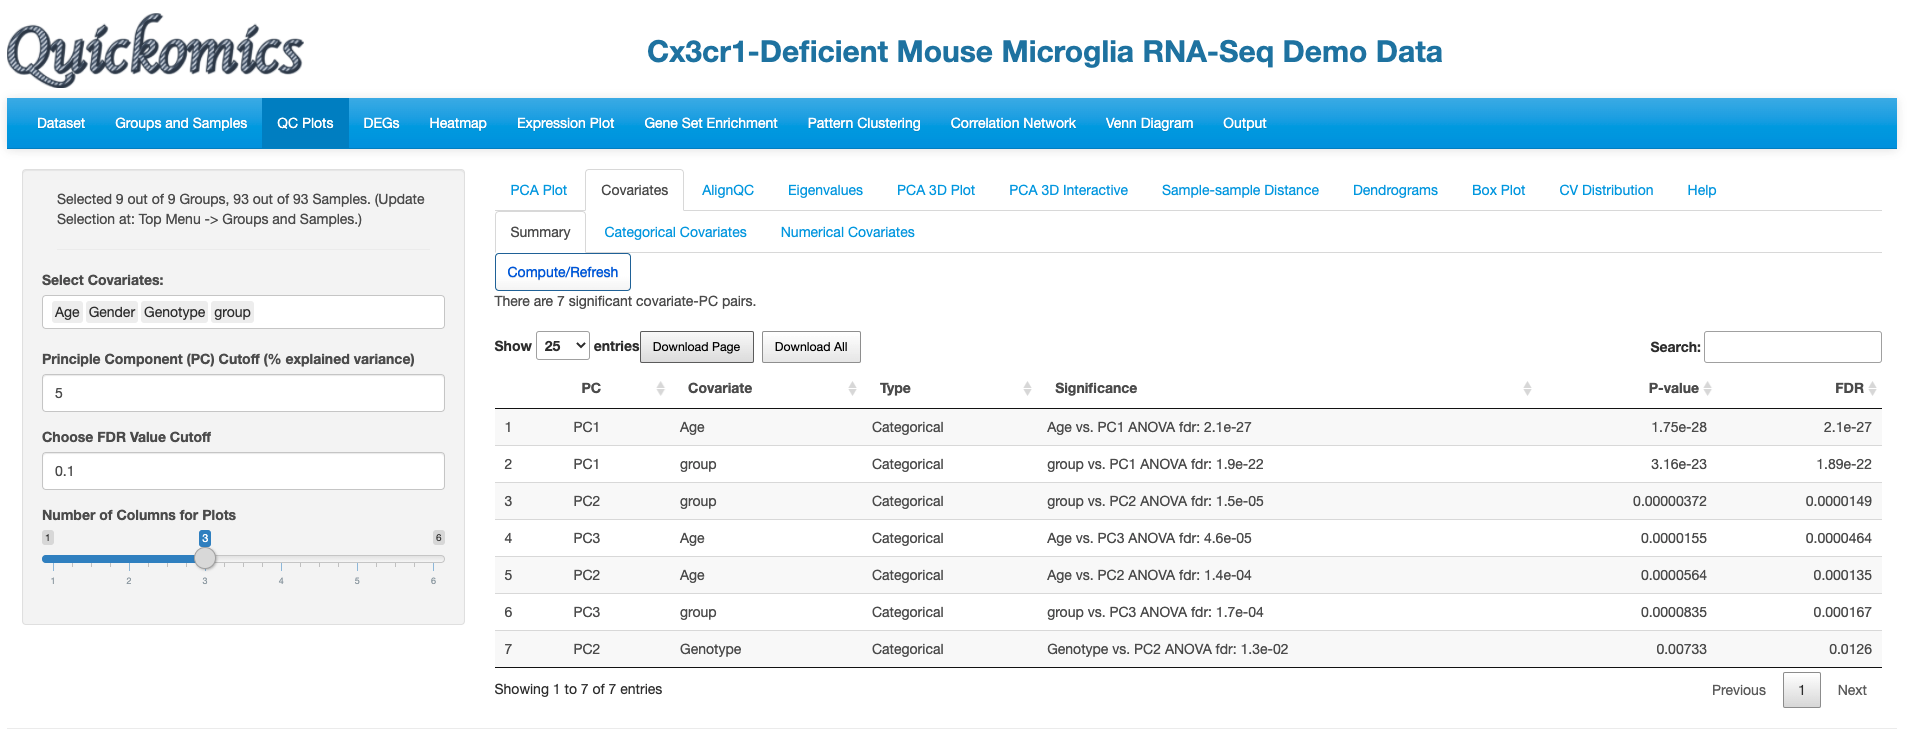 Quickomics
Cx3cr1-Deficient Mouse Microglia RNA-Seq Demo Data
Dataset Groups and Samples QC Plots DEGs Heatmap Expression Plot Gene Set Enrichment Pattern Clustering Correlation Network Venn Diagram Output
Selected 9 out of 9 Groups, 93 out of 93 Samples. (Update
Selection at: Top Menu -> Groups and Samples.)
Select Covariates:
Age Gender Genotype group
Principle Component (PC) Cutoff (% explained variance)
5
Choose FDR Value Cutoff
0.1
Number of Columns for Plots
1 3 6
1 2 3 4 5 6
PCA Plot Covariates AlignQC Eigenvalues PCA 3D Plot PCA 3D Interactive Sample-sample Distance Dendrograms Box Plot CV Distribution Help
Summary Categorical Covariates Numerical Covariates
Compute/Refresh
There are 7 significant covariate-PC pairs.
Show 25 entries Download Page Download All Search:
PC Covariate Type Significance P-value FDR
1 PC1 Age Categorical Age vs. PC1 ANOVA fdr: 2.1e-27 1.75e-28 2.1e-27
2 PC1 group Categorical group vs. PC1 ANOVA fdr: 1.9e-22 3.16e-23 1.89e-22
3 PC2 group Categorical group vs. PC2 ANOVA fdr: 1.5e-05 0.00000372 0.0000149
4 PC3 Age Categorical Age vs. PC3 ANOVA fdr: 4.6e-05 0.0000155 0.0000464
5 PC2 Age Categorical Age vs. PC2 ANOVA fdr: 1.4e-04 0.0000564 0.000135
6 PC3 group Categorical group vs. PC3 ANOVA fdr: 1.7e-04 0.0000835 0.000167
7 PC2 Genotype Categorical Genotype vs. PC2 ANOVA fdr: 1.3e-02 0.00733 0.0126
Showing 1 to 7 of 7 entries Previous 1 Next